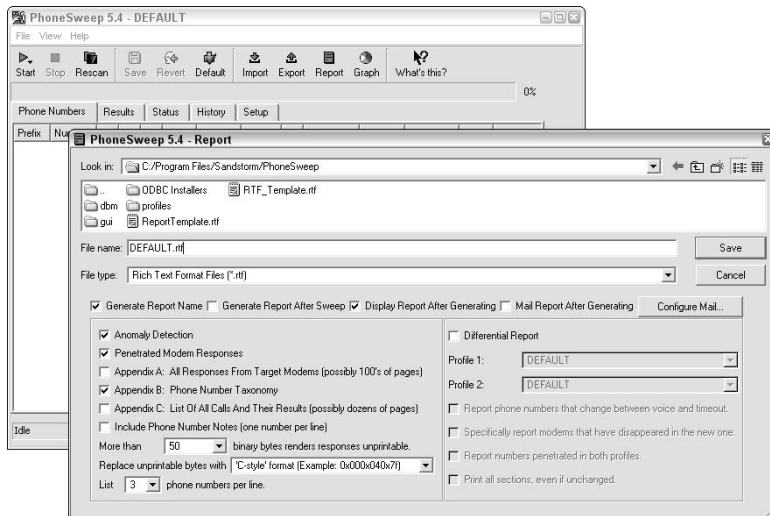 PhoneSweep 5.4 - DEFAULT
File View Help
Start Stop Rescan Save Revert Default Import Export Report Graph What's this?
0%
Phone Numbers Results Status History Setup
Prefix
PhoneSweep 5.4 - Report
Look in: C:/Program Files/Sandstorm/PhoneSweep
.. ODBC Installers RTF_Template.rtf
dbm profiles
gui ReportTemplate.rtf
File name: DEFAULT.rtf Save
File type: Rich Text Format Files (*.rtf) Cancel
Generate Report Name Generate Report After Sweep Display Report After Generating Mail Report After Generating Configure Mail...
Anomaly Detection
Penetrated Modem Responses
Appendix A: All Responses From Target Modems (possibly 100's of pages)
Appendix B: Phone Number Taxonomy
Appendix C: List Of All Calls And Their Results (possibly dozens of pages)
Include Phone Number Notes (one number per line)
More than 50 binary bytes renders responses unprintable.
Replace unprintable bytes with 'C-style' format (Example: 0x000x040x7f)
List 3 phone numbers per line.
Differential Report
Profile 1: DEFAULT
Profile 2: DEFAULT
Report phone numbers that change between voice and timeout.
Specifically report modems that have disappeared in the new one.
Report numbers penetrated in both profiles.
Print all sections, even if unchanged.
Idle